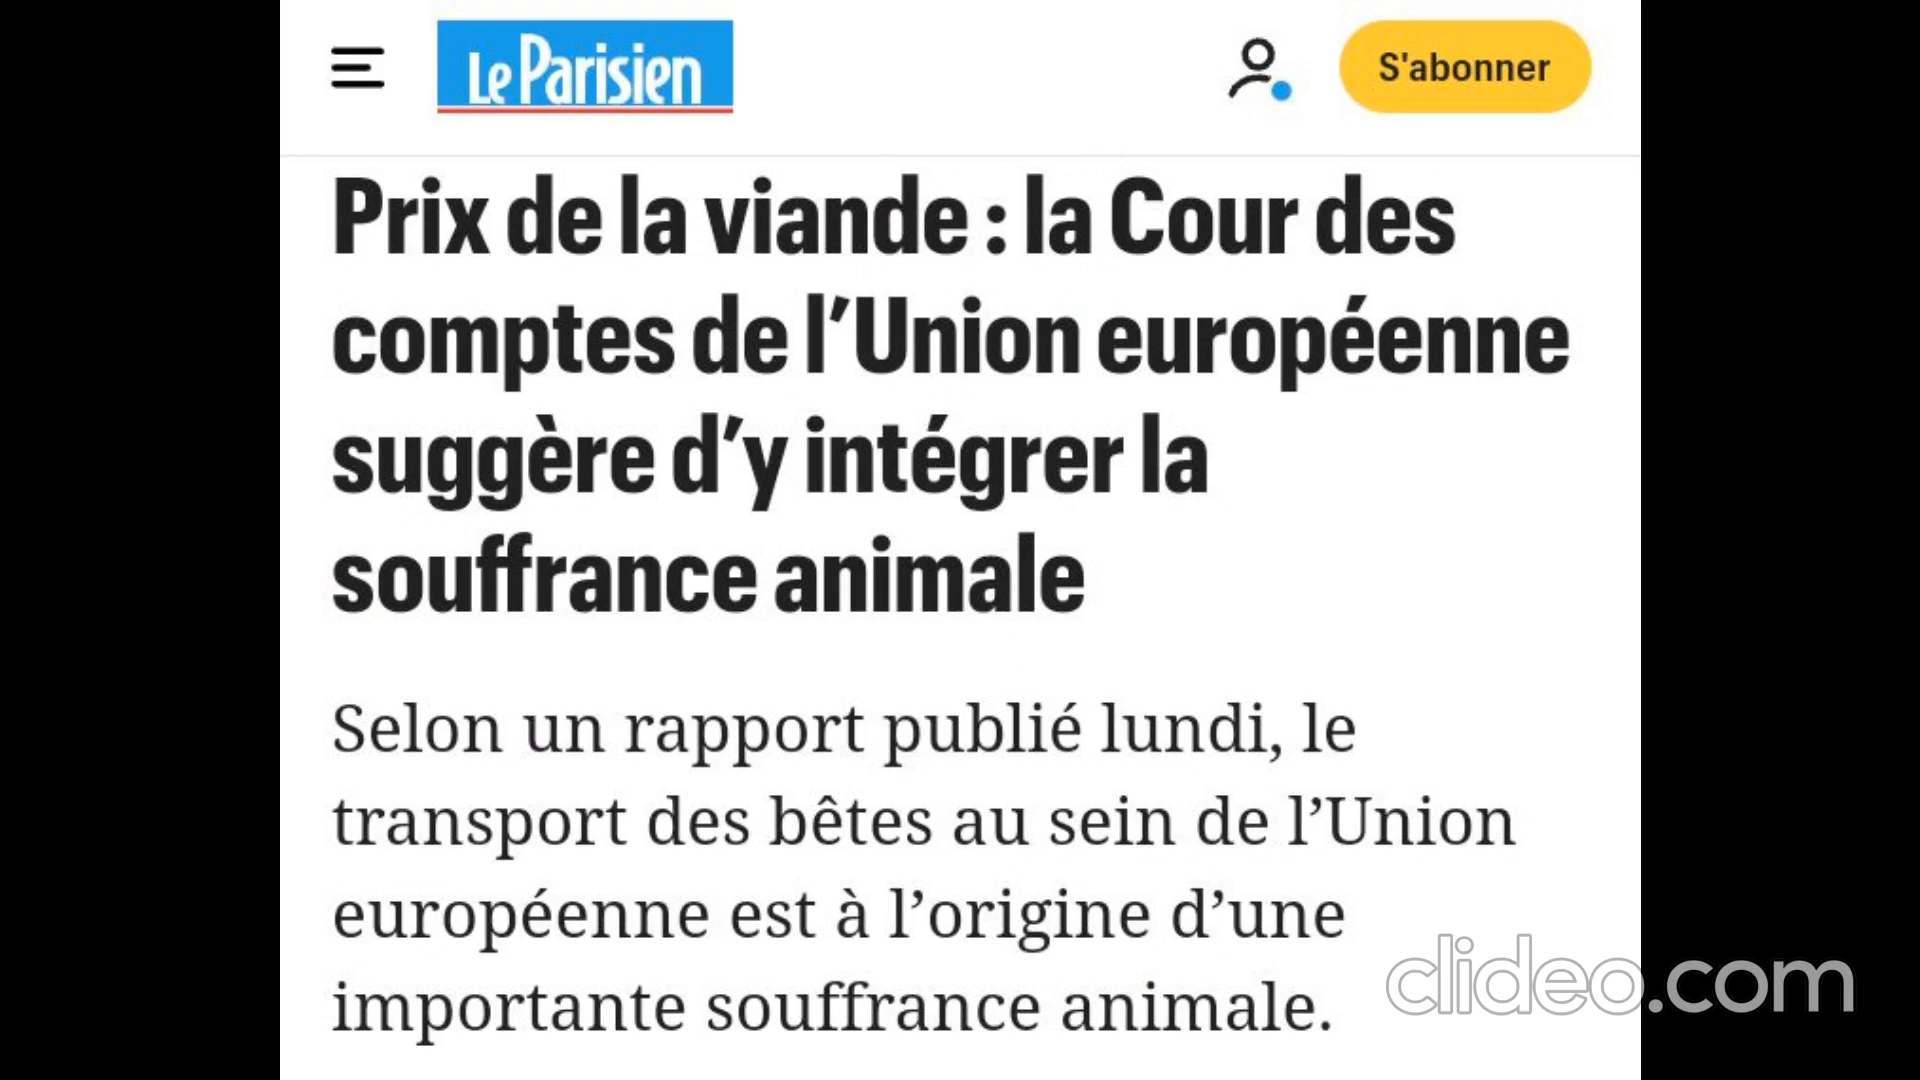 Le Parisien
S'abonner
Prix de la viande : la Cour des
comptes de l’Union européenne
suggère d’y intégrer la
souffrance animale
Selon un rapport publié lundi, le
transport des bêtes au sein de l’Union
européenne est à l’origine d’une
importante souffrance animale.
clideo.com